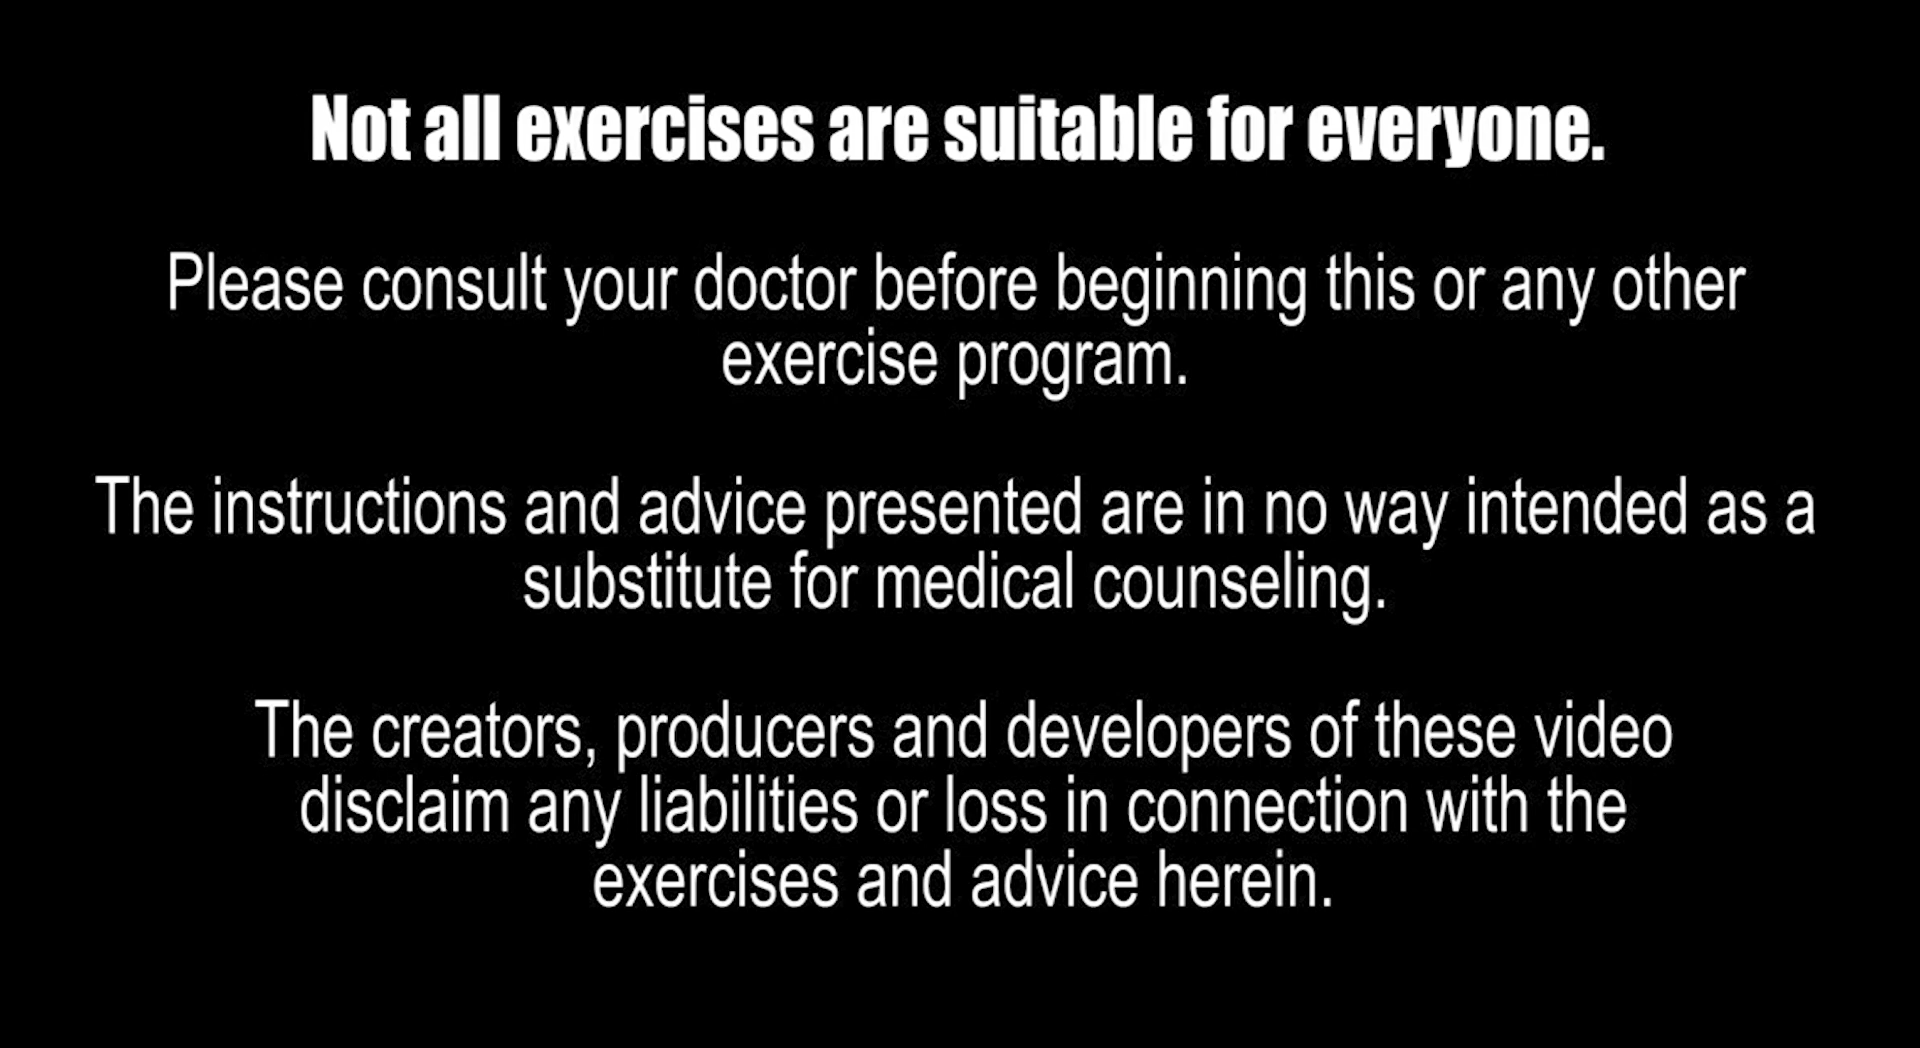 Not all exercises are suitable for everyone.
Please consult your doctor before beginning this or any other
exercise program.
The instructions and advice presented are in no way intended as a
substitute for medical counseling.
The creators, producers and developers of these video
disclaim any liabilities or loss in connection with the
exercises and advice herein.